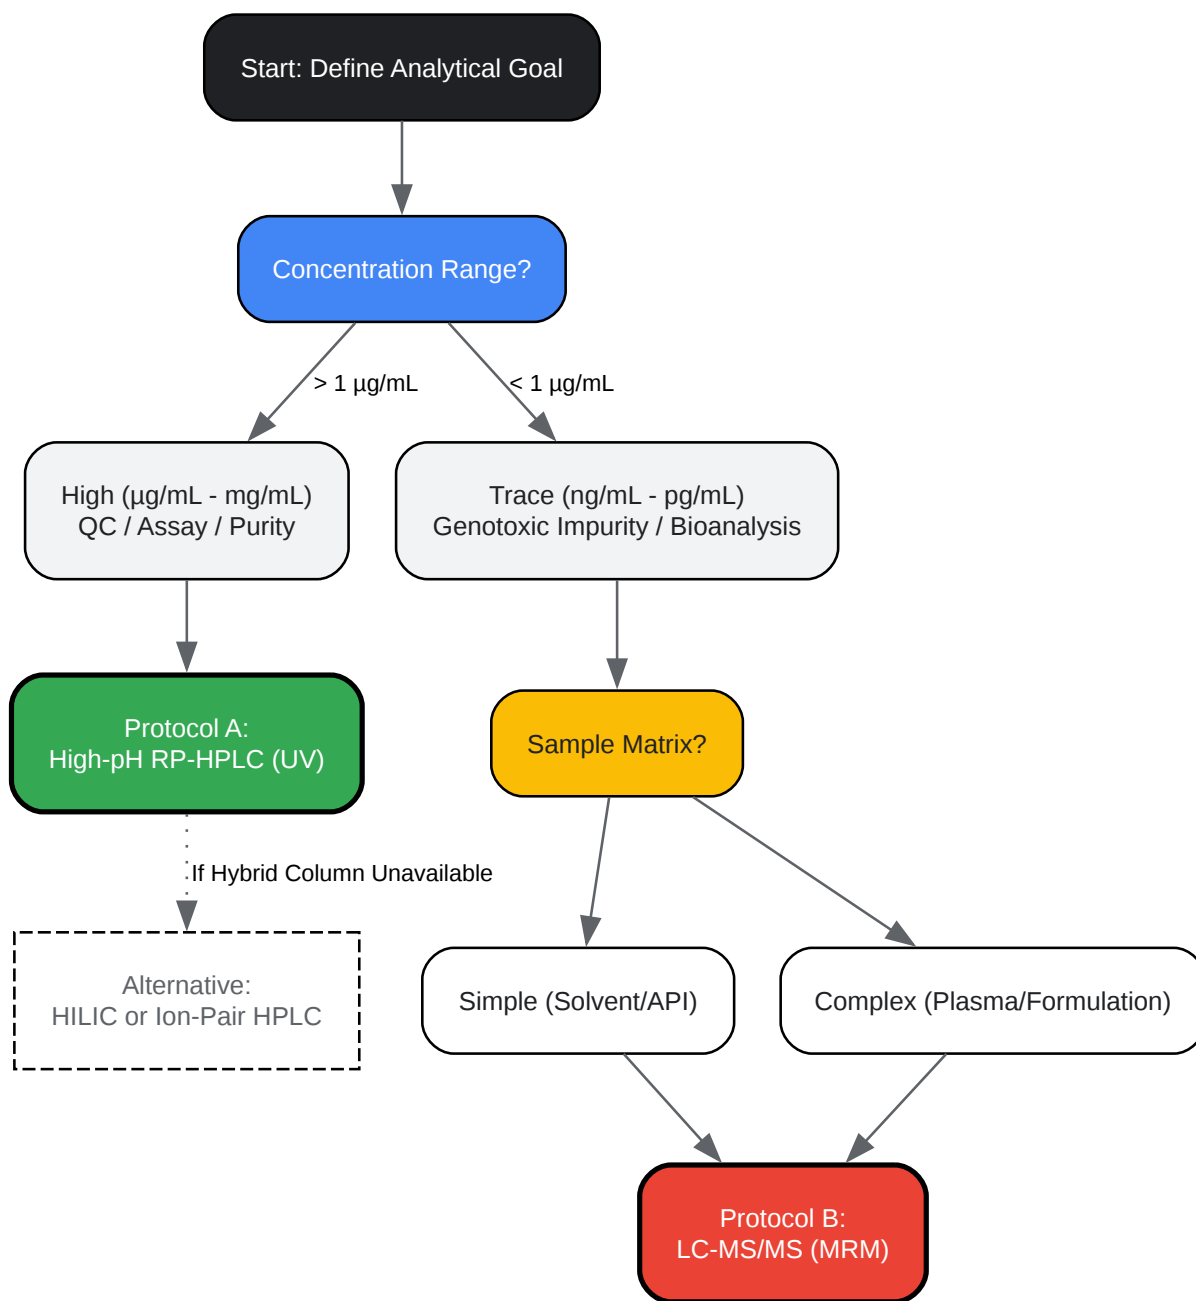 Start: Define Analytical Goal
Concentration Range?
> 1 µg/mL
< 1 µg/mL
High (µg/mL - mg/mL)
QC / Assay / Purity
Trace (ng/mL - pg/mL)
Genotoxic Impurity / Bioanalysis
Protocol A:
High-pH RP-HPLC (UV)
Sample Matrix?
If Hybrid Column Unavailable
Alternative:
HILIC or Ion-Pair HPLC
Simple (Solvent/API)
Complex (Plasma/Formulation)
Protocol B:
LC-MS/MS (MRM)